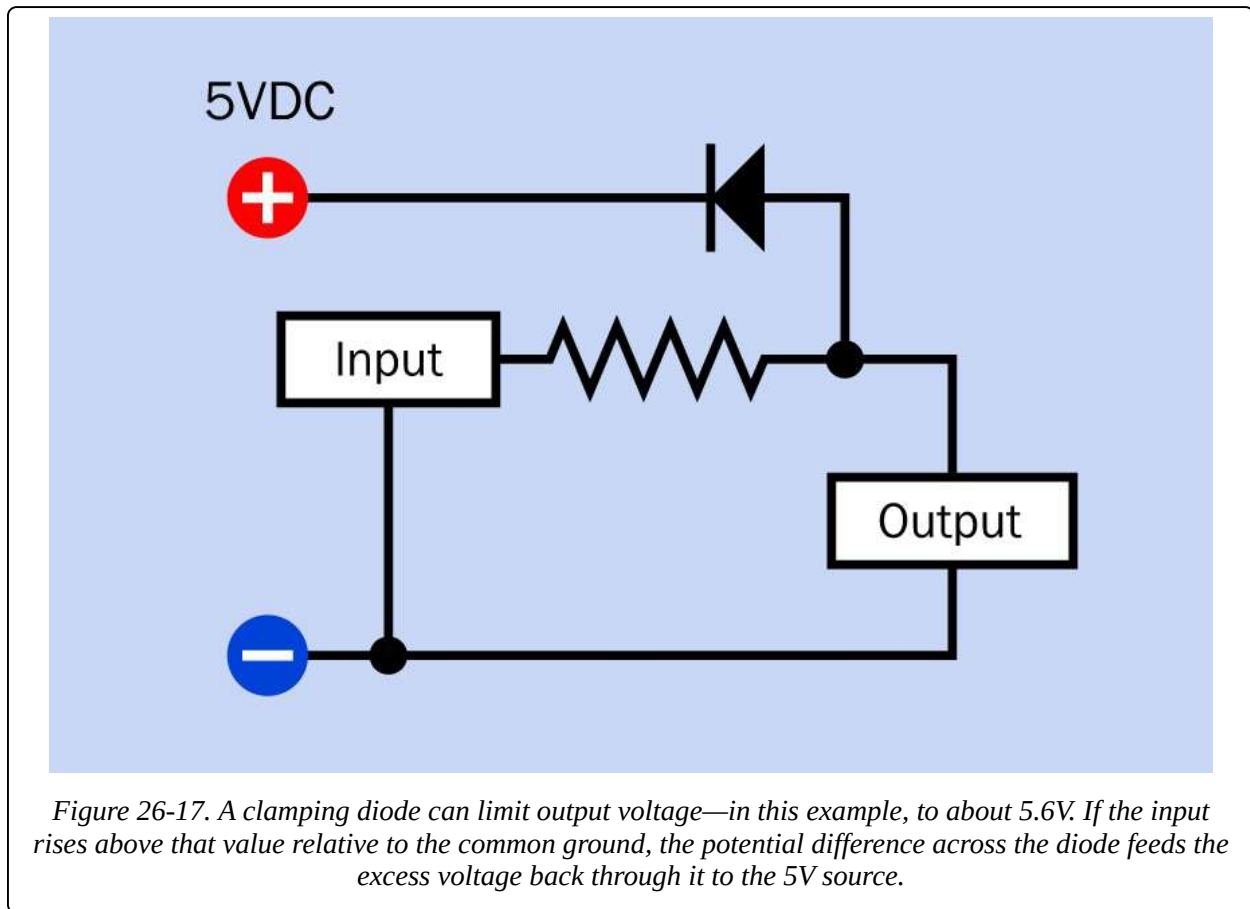 5VDC
Input
Output
Figure 26-17. A clamping diode can limit output voltage—in this example, to about 5.6V. If the input
rises above that value relative to the common ground, the potential difference across the diode feeds the
excess voltage back through it to the 5V source.